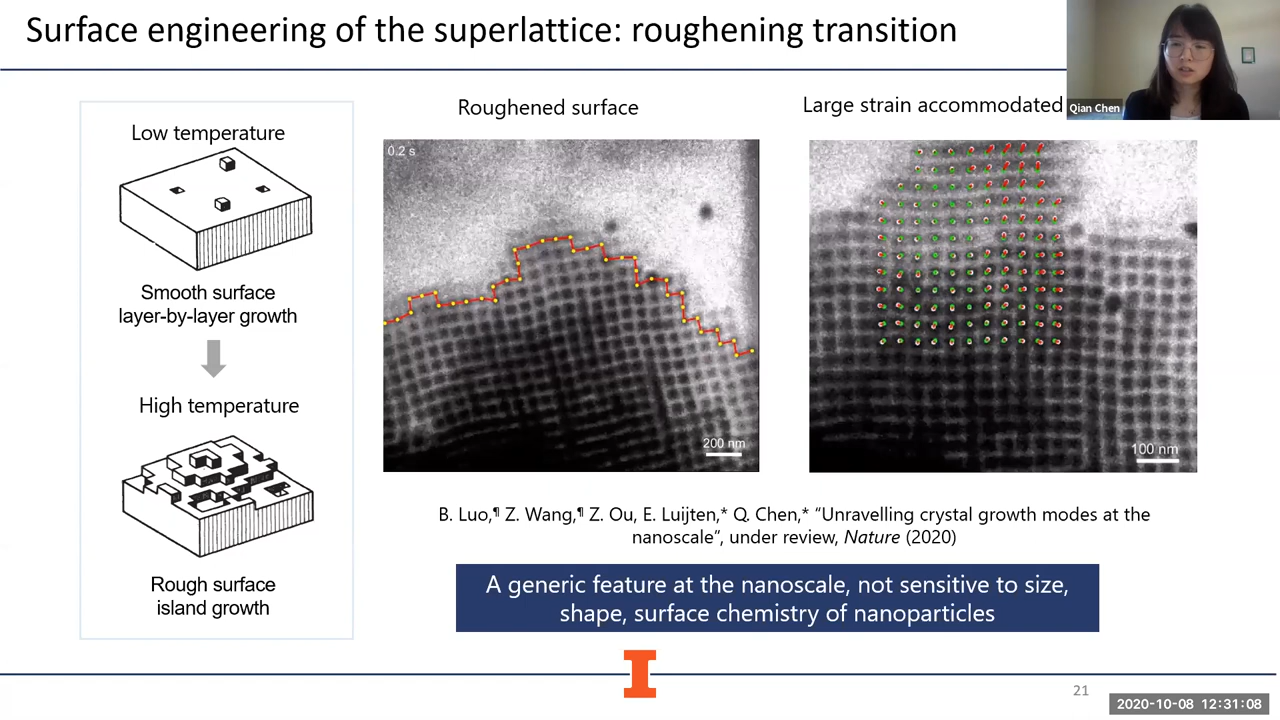 Surface engineering of the superlattice: roughening transition
Qian Chen
Low temperature
Smooth surface
layer-by-layer growth
High temperature
Rough surface
island growth
Roughened surface
0.2 s
200 nm
Large strain accommodated
100 nm
B. Luo,¶ Z. Wang,¶ Z. Ou, E. Luijten,* Q. Chen,* “Unravelling crystal growth modes at the
nanoscale”, under review, Nature (2020)
A generic feature at the nanoscale, not sensitive to size,
shape, surface chemistry of nanoparticles
I
21
2020-10-08 12:31:08